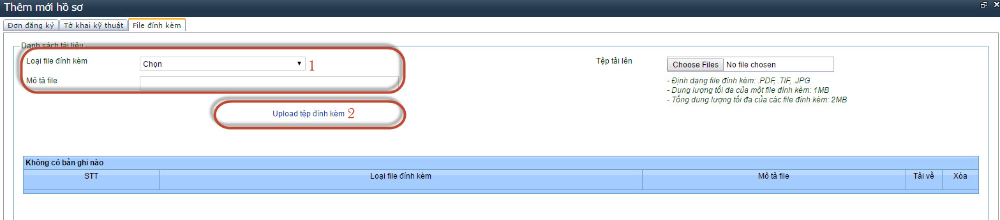 Thêm mới hồ sơ
Đơn đăng ký Tờ khai kỹ thuật File đính kèm
Danh sách tài liệu
Loại file đính kèm Chọn 1 Tệp tải lên Choose Files No file chosen
Mô tả file
- Định dạng file đính kèm: .PDF, .TIF, .JPG
- Dung lượng tối đa của một file đính kèm: 1MB
- Tổng dung lượng tối đa của các file đính kèm: 2MB
Upload tệp đính kèm 2
Không có bản ghi nào
STT Loại file đính kèm Mô tả file Tải về Xóa